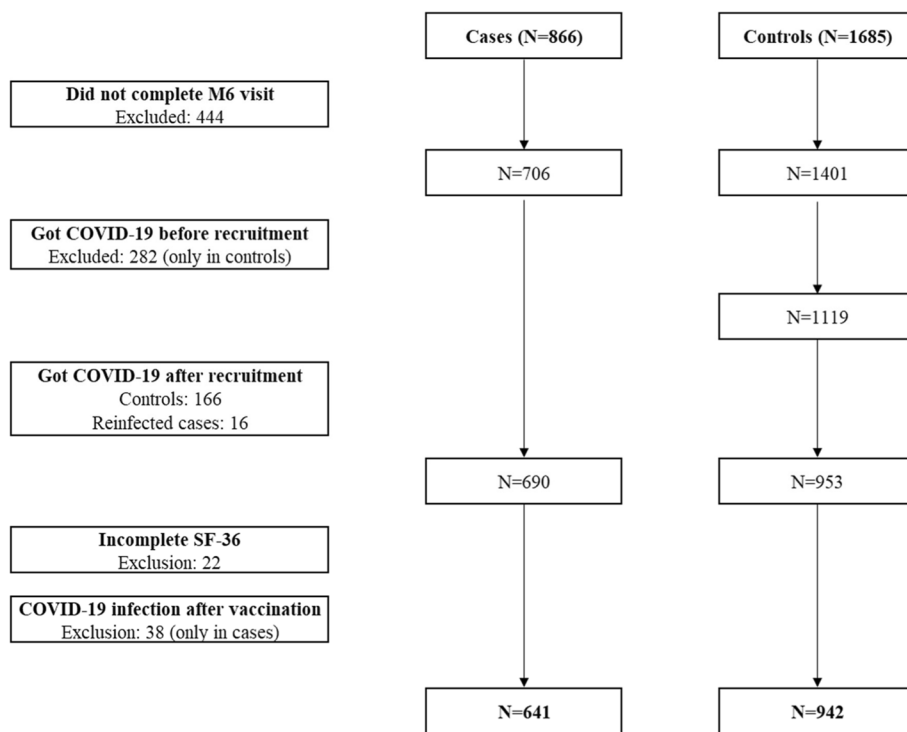 Cases (N=866)
Controls (N=1685)
Did not complete M6 visit
Excluded: 444
N=706
N=1401
Got COVID-19 before recruitment
Excluded: 282 (only in controls)
N=1119
Got COVID-19 after recruitment
Controls: 166
Reinfected cases: 16
N=690
N=953
Incomplete SF-36
Exclusion: 22
COVID-19 infection after vaccination
Exclusion: 38 (only in cases)
N=641
N=942